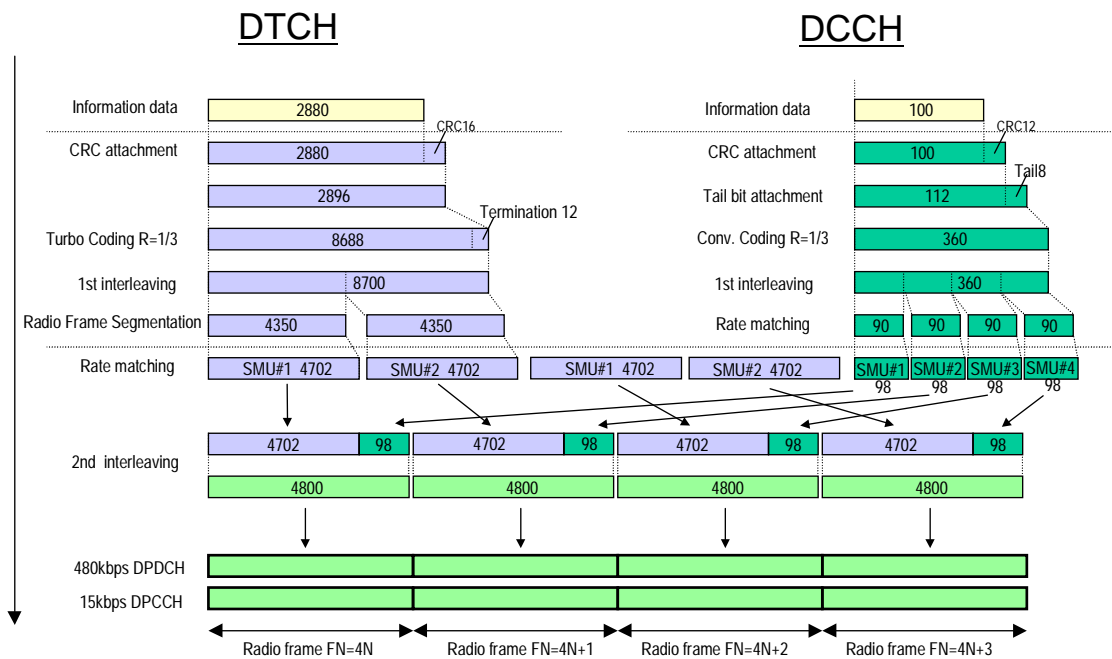 DTCH
DCCH
Information data
2880
Information data
100
CRC16
CRC12
CRC attachment
2880
CRC attachment
100
Tail8
2896
Tail bit attachment
112
Termination 12
Turbo Coding R=1/3
8688
Conv. Coding R=1/3
360
1st interleaving
8700
1st interleaving
360
Radio Frame Segmentation
4350
4350
Rate matching
90
90
90
90
Rate matching
SMU#1 4702
SMU#2 4702
SMU#1 4702
SMU#2 4702
SMU#1
SMU#2
SMU#3
SMU#4
98
98
98
98
2nd interleaving
4702
98
4702
98
4702
98
4702
98
4800
4800
4800
4800
480kbps DPDCH
15kbps DPCCH
Radio frame FN=4N
Radio frame FN=4N+1
Radio frame FN=4N+2
Radio frame FN=4N+3